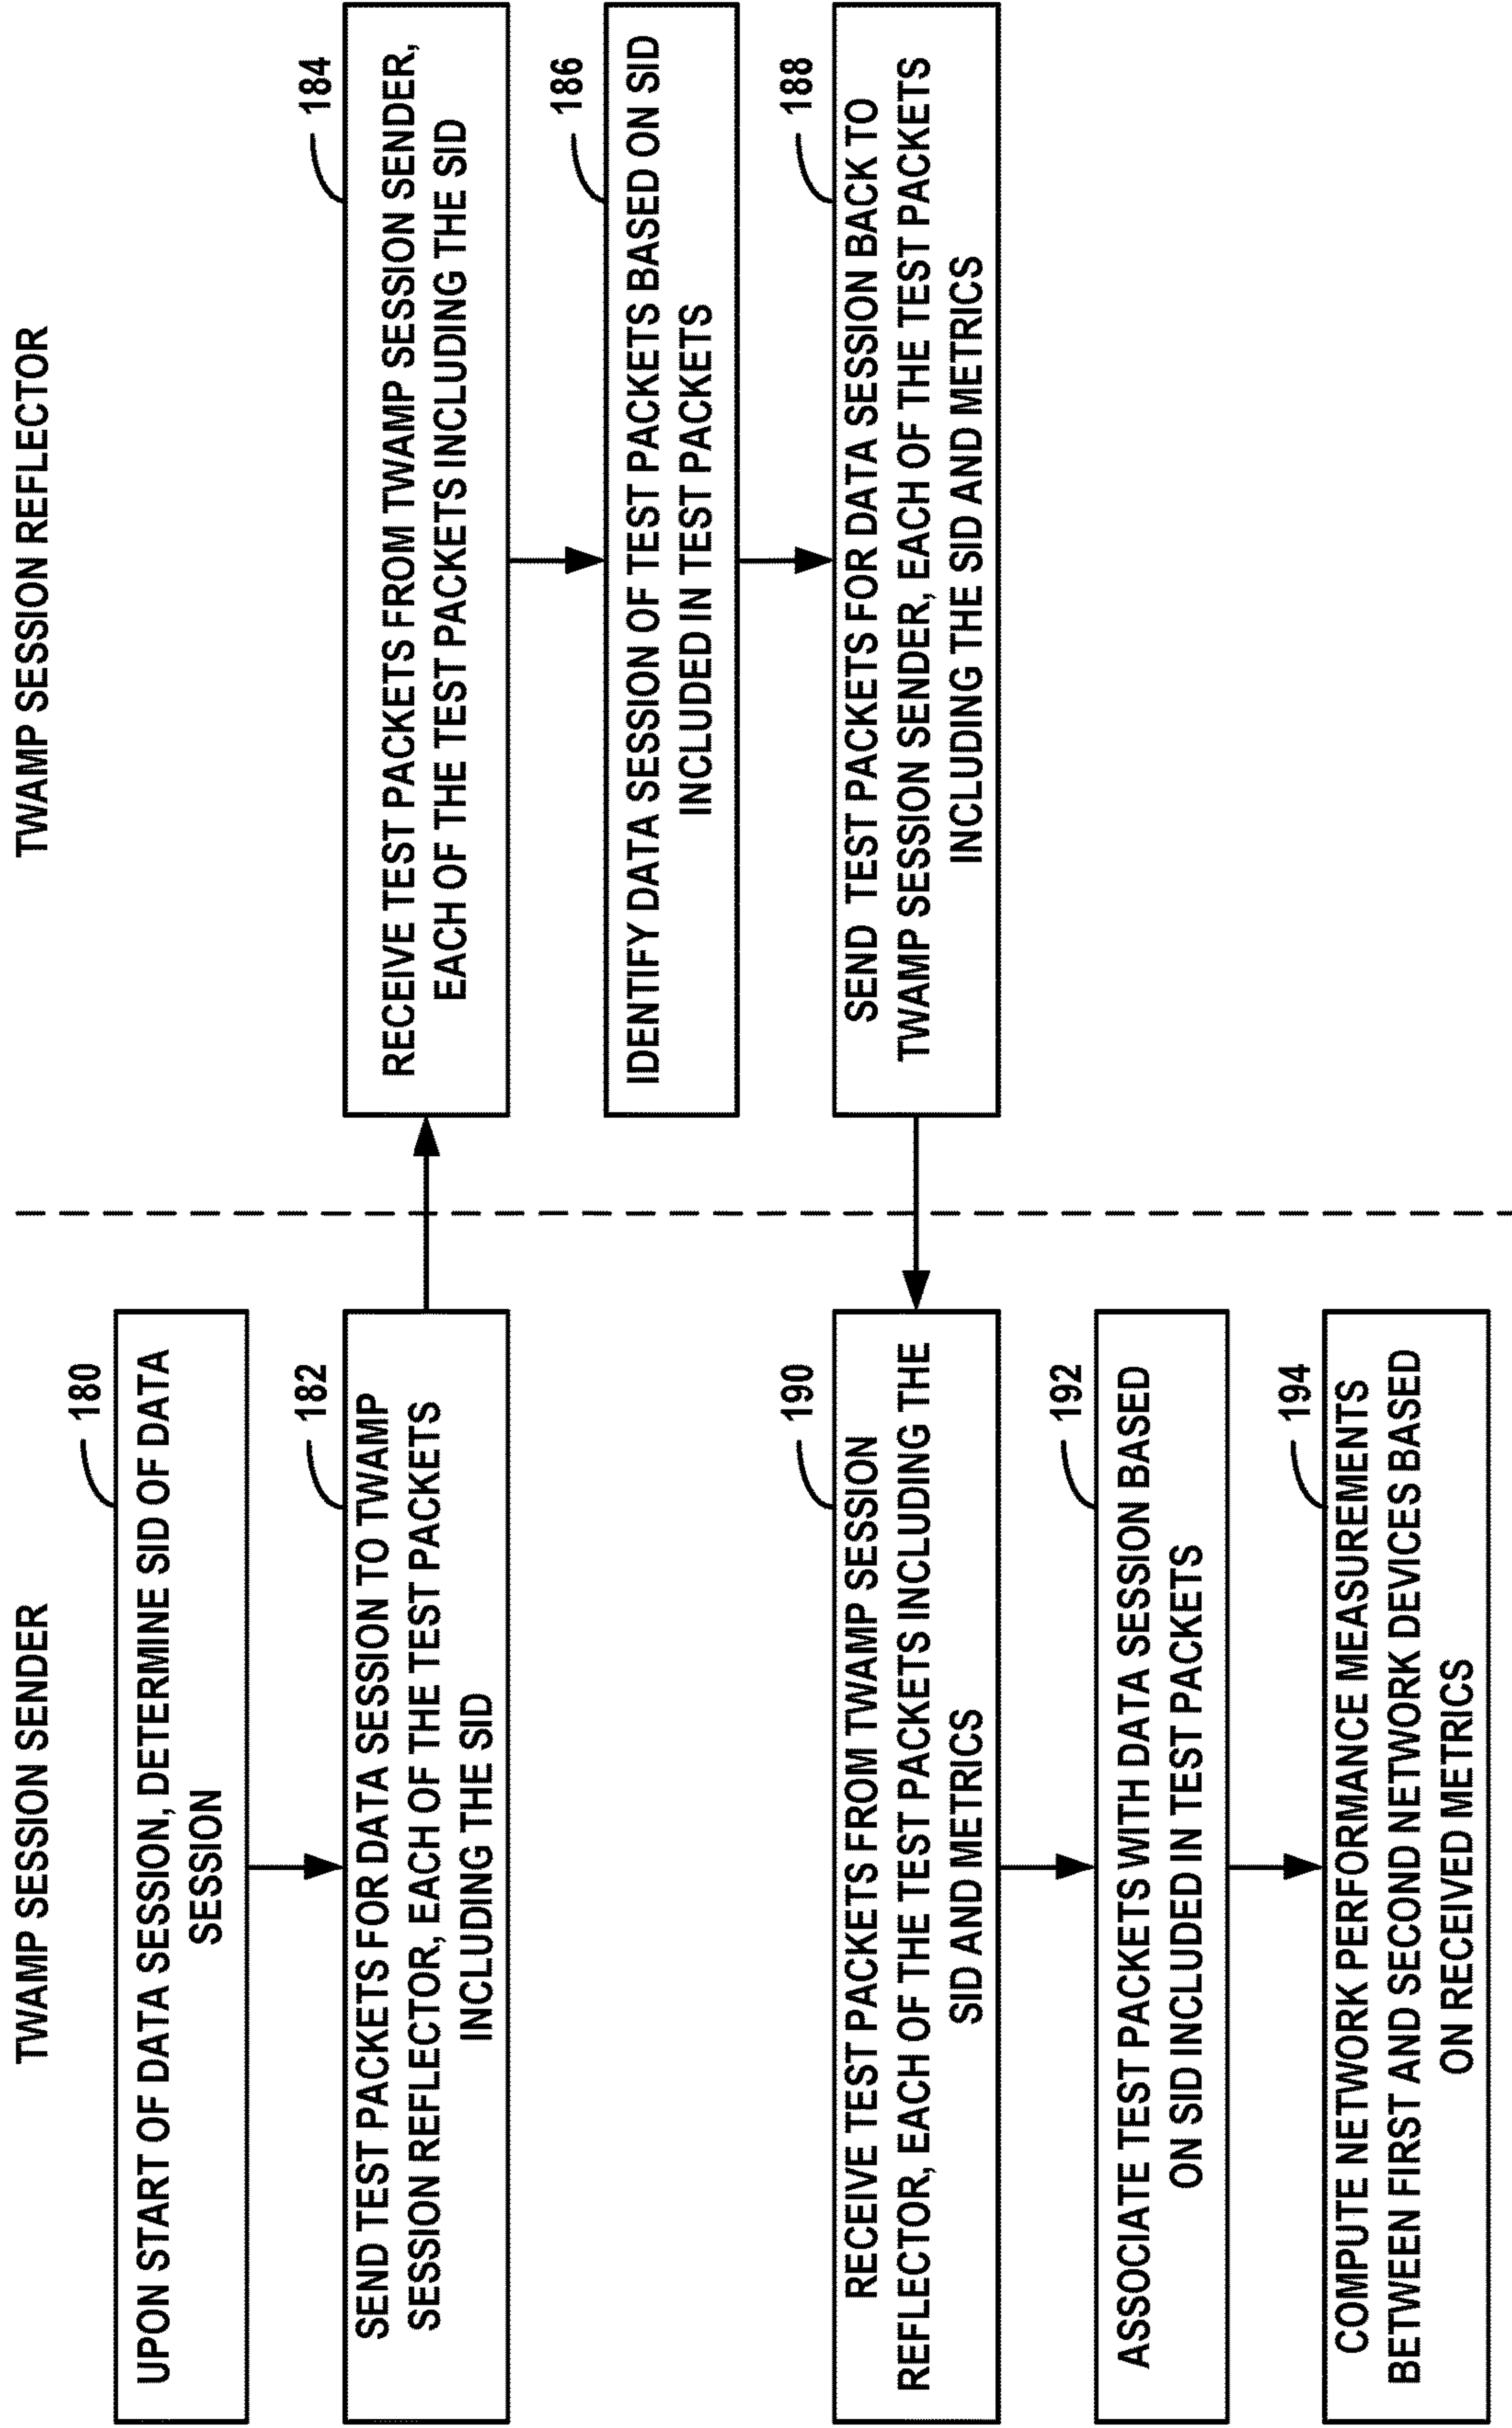 TWAMP SESSION SENDER
TWAMP SESSION REFLECTOR
180
UPON START OF DATA SESSION, DETERMINE SID OF DATA
SESSION
182
SEND TEST PACKETS FOR DATA SESSION TO TWAMP
SESSION REFLECTOR, EACH OF THE TEST PACKETS
INCLUDING THE SID
184
RECEIVE TEST PACKETS FROM TWAMP SESSION SENDER,
EACH OF THE TEST PACKETS INCLUDING THE SID
186
IDENTIFY DATA SESSION OF TEST PACKETS BASED ON SID
INCLUDED IN TEST PACKETS
188
SEND TEST PACKETS FOR DATA SESSION BACK TO
TWAMP SESSION SENDER, EACH OF THE TEST PACKETS
INCLUDING THE SID AND METRICS
190
RECEIVE TEST PACKETS FROM TWAMP SESSION
REFLECTOR, EACH OF THE TEST PACKETS INCLUDING THE
SID AND METRICS
192
ASSOCIATE TEST PACKETS WITH DATA SESSION BASED
ON SID INCLUDED IN TEST PACKETS
194
COMPUTE NETWORK PERFORMANCE MEASUREMENTS
BETWEEN FIRST AND SECOND NETWORK DEVICES BASED
ON RECEIVED METRICS